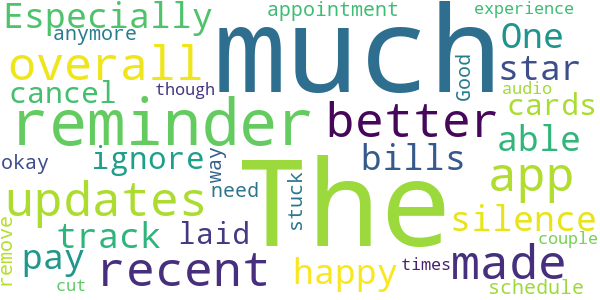 Especially
much
appointment
experience
anymore
One
overall
Good
star
though
audio
cancel
cards
reminder
better
able
okay
ignore
way
bills
app
need
stuck
updates
The
silence
remove
track
laid
couple
pay
recent
happy
times
made
cut
schedule